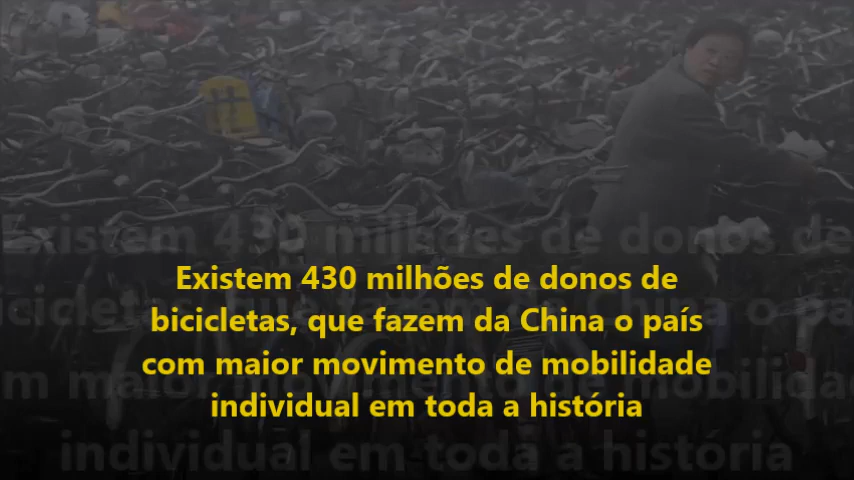 Existem 430 milhões de donos de
bicicletas, que fazem da China o país
com maior movimento de mobilidade
individual em toda a história